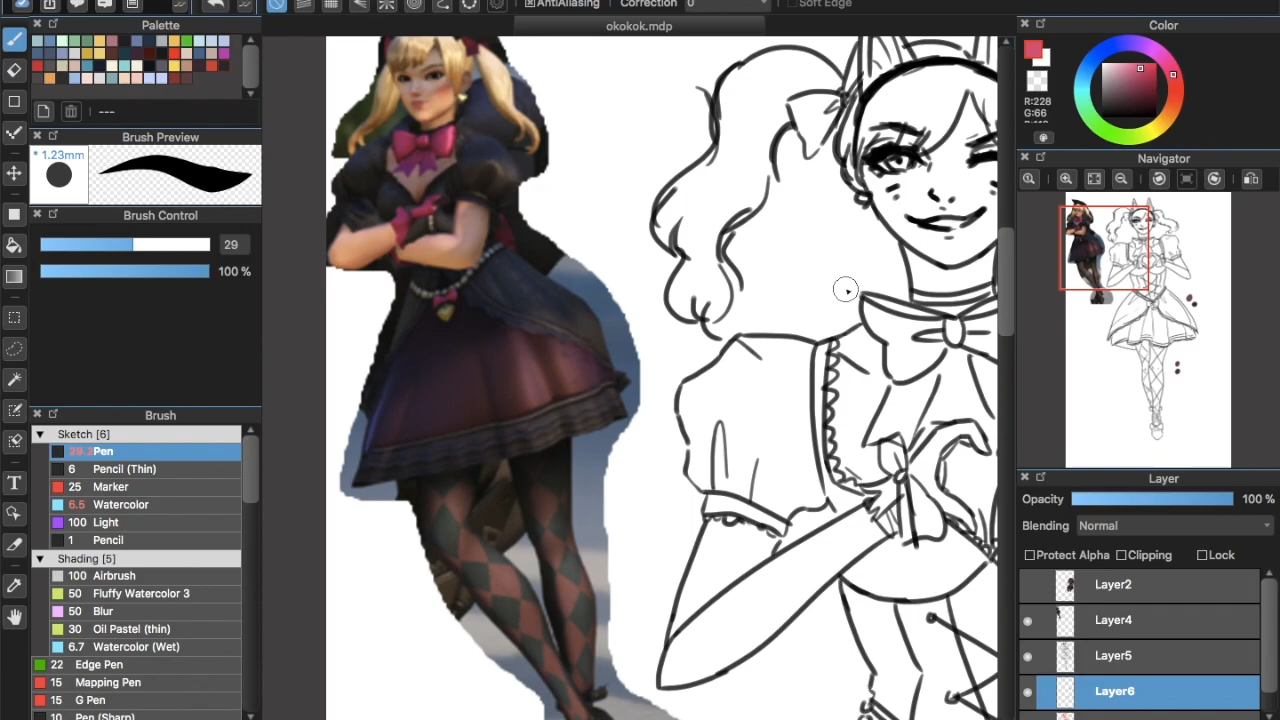 AntiAliasing Correction 0 Soft Edge
Palette
okokok.mdp
Color
---
R:228
G:66
Brush Preview
* 1.23mm
Navigator
Brush Control
29
100 %
Brush
Sketch [6]
Pen
6 Pencil (Thin)
25 Marker
6.5 Watercolor
100 Light
1 Pencil
Shading [5]
100 Airbrush
50 Fluffy Watercolor 3
50 Blur
30 Oil Pastel (thin)
6.7 Watercolor (Wet)
22 Edge Pen
15 Mapping Pen
15 G Pen
10 Pen (Sharp)
T
Layer
Opacity 100 %
Blending Normal
Protect Alpha Clipping Lock
Layer2
Layer4
Layer5
Layer6